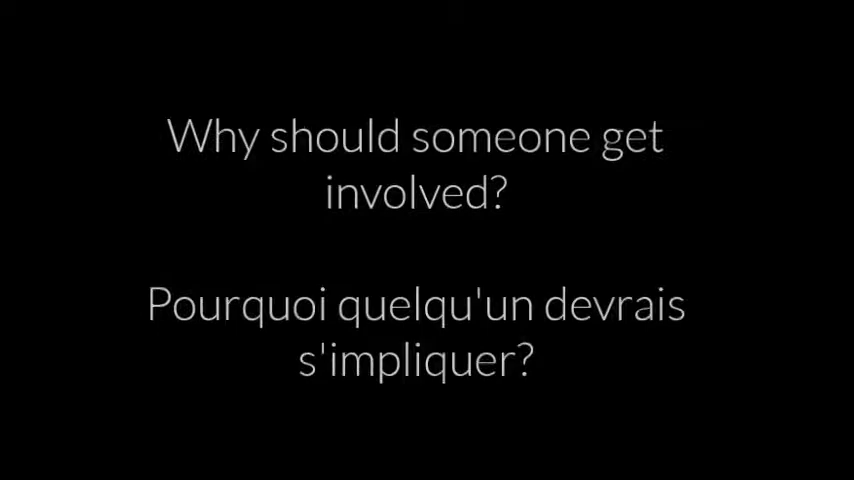 Why should someone get
involved?
Pourquoi quelqu'un devrais
s'impliquer?